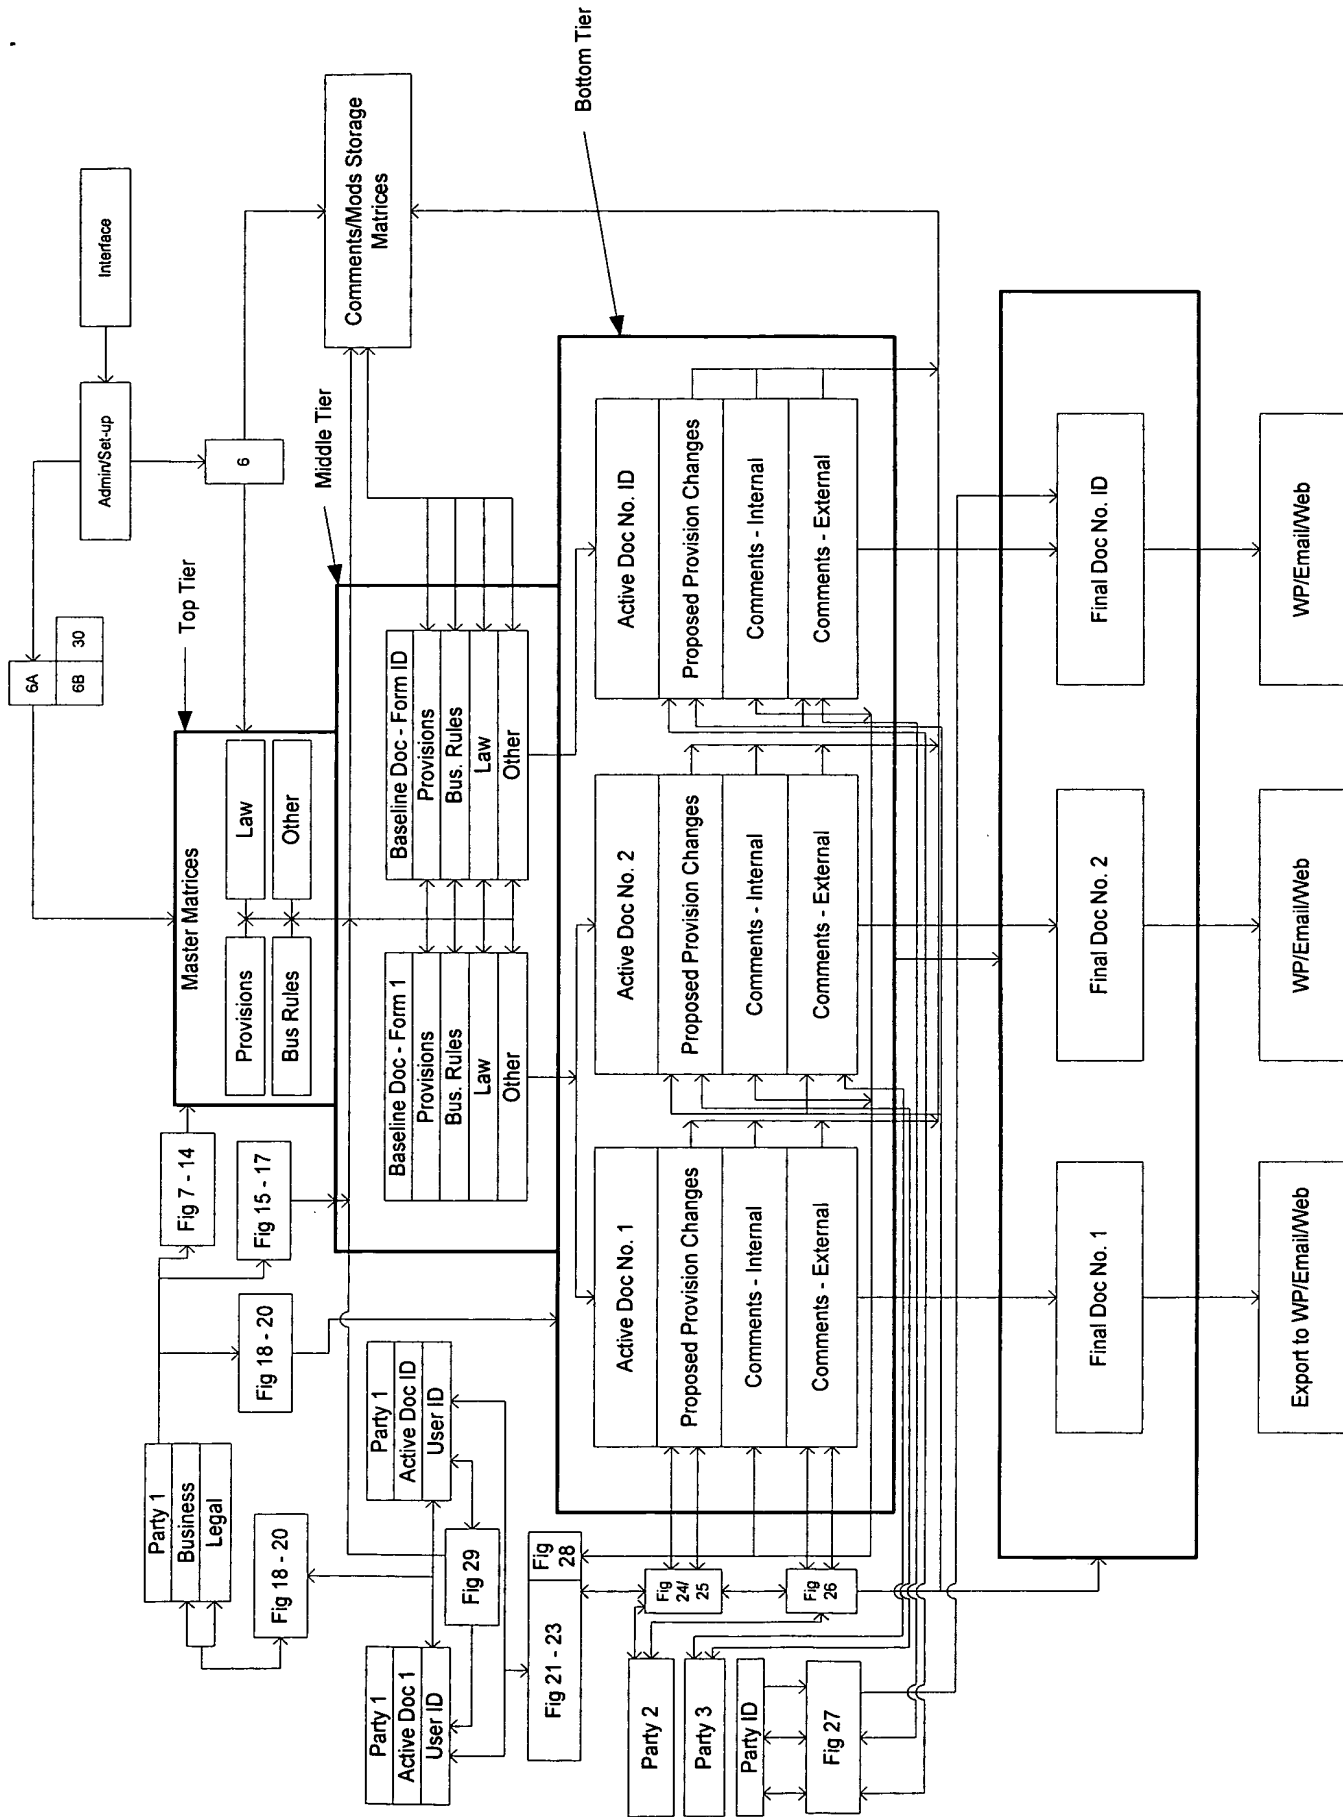 Interface
Admin/Set-up
6
6A
6B
30
Comments/Mods Storage
Matrices
Top Tier
Middle Tier
Bottom Tier
Master Matrices
Provisions
Law
Bus Rules
Other
Party 1
Business
Legal
Fig 7 - 14
Fig 15 - 17
Fig 18 - 20
Fig 18 - 20
Baseline Doc - Form 1
Provisions
Bus. Rules
Law
Other
Baseline Doc - Form ID
Provisions
Bus. Rules
Law
Other
Party 1
Active Doc 1
User ID
Party 1
Active Doc ID
User ID
Fig 29
Fig 21 - 23
Fig
28
Fig
24/
25
Fig
26
Party 2
Party 3
Party ID
Fig 27
Active Doc No. 1
Proposed Provision Changes
Comments - Internal
Comments - External
Active Doc No. 2
Proposed Provision Changes
Comments - Internal
Comments - External
Active Doc No. ID
Proposed Provision Changes
Comments - Internal
Comments - External
Final Doc No. 1
Final Doc No. 2
Final Doc No. ID
Export to WP/Email/Web
WP/Email/Web
WP/Email/Web